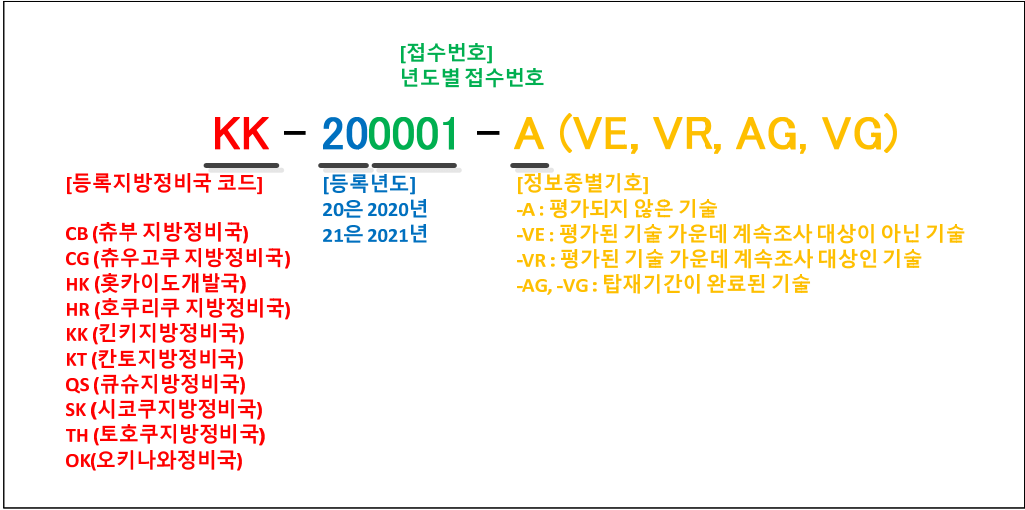 [접수번호]
년도별 접수번호
KK - 200001 - A (VE, VR, AG, VG)
[등록지방정비국 코드]
CB (츄부 지방정비국)
CG (츄우고쿠 지방정비국)
HK (홋카이도개발국)
HR (호쿠리쿠 지방정비국)
KK (킨키지방정비국)
KT (칸토지방정비국)
QS (큐슈지방정비국)
SK (시코쿠지방정비국)
TH (토호쿠지방정비국)
OK(오키나와정비국)
[등록년도]
20은 2020년
21은 2021년
[정보종별기호]
-A : 평가되지 않은 기술
-VE : 평가된 기술 가운데 계속조사 대상이 아닌 기술
-VR : 평가된 기술 가운데 계속조사 대상인 기술
-AG, -VG : 탑재기간이 완료된 기술